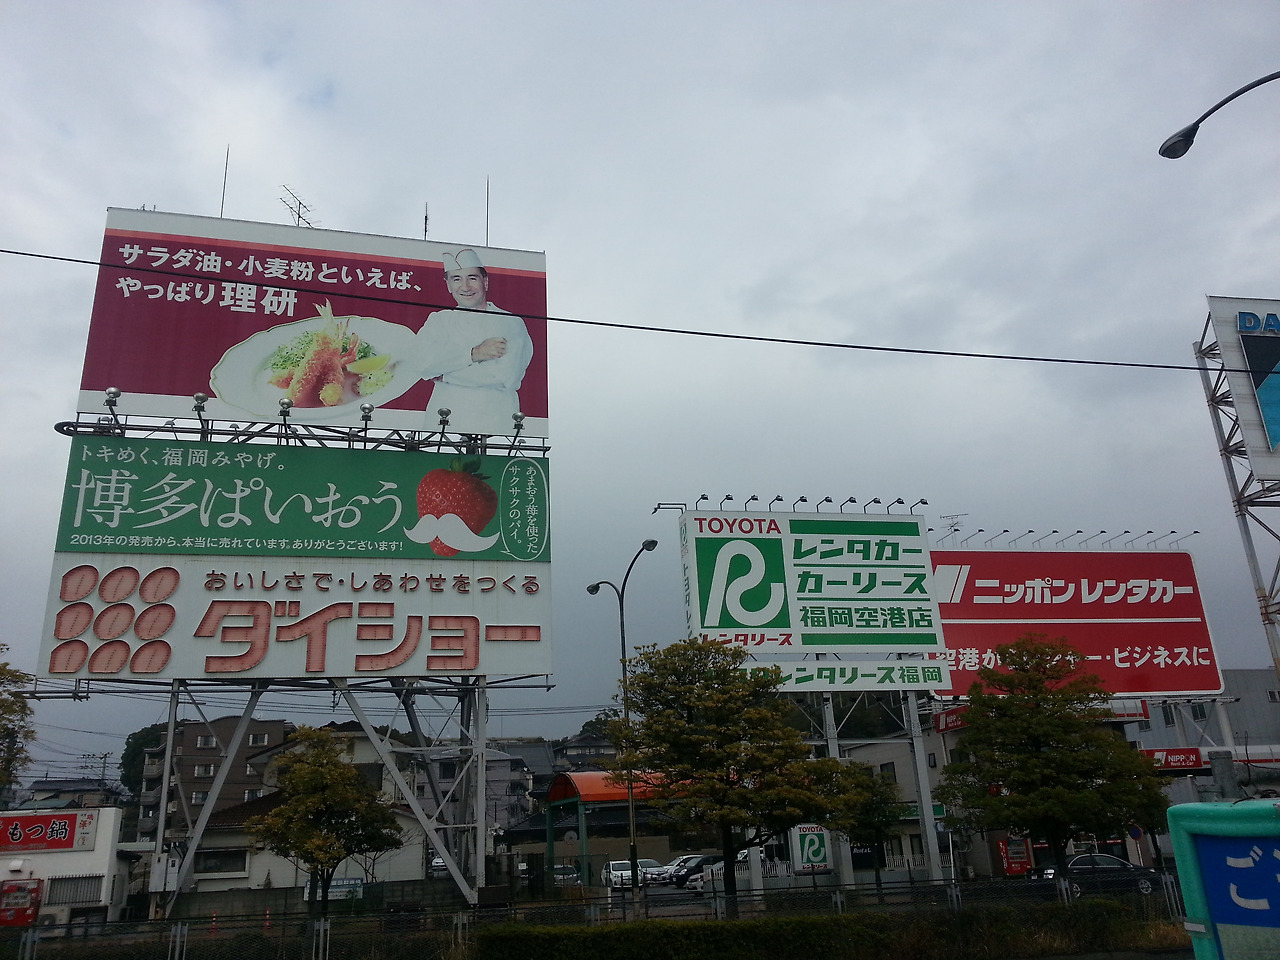 サラダ油・小麦粉といえば、
やっぱり理研
トキめく、福岡みやげ。
博多ぱいおう
2013年の発売から、本当に売れています。ありがとうございます!
あまおう苺を使った
サクサクのパイ。
おいしさで・しあわせをつくる
ダイショー
TOYOTA
レンタリース
レンタカー
カーリース
福岡空港店
レンタリース福岡
ニッポンレンタカー
・ビジネスに
DA
もつ鍋
TOYOTA
NIPPON
ご